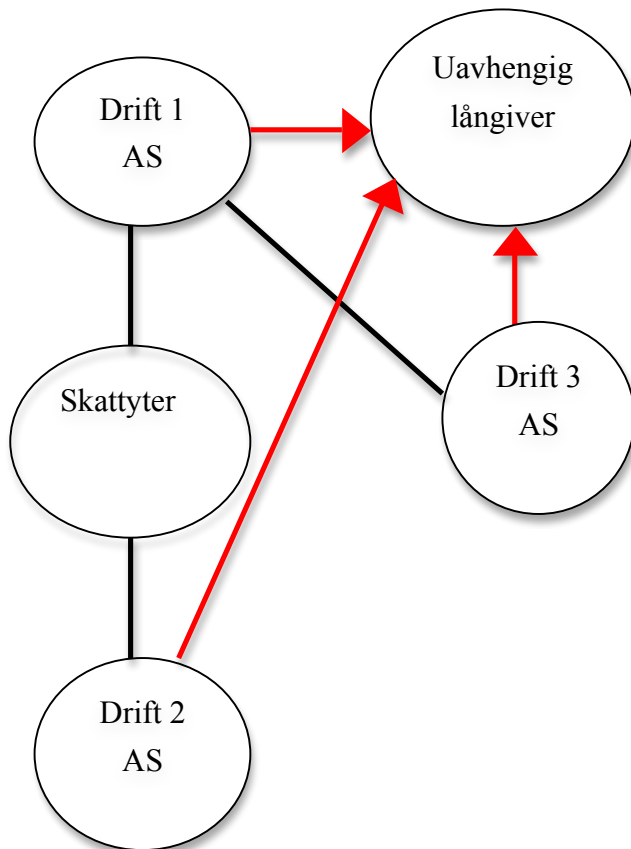 Drift 1
AS
Uavhengig
långiver
Skattyter
Drift 3
AS
Drift 2
AS